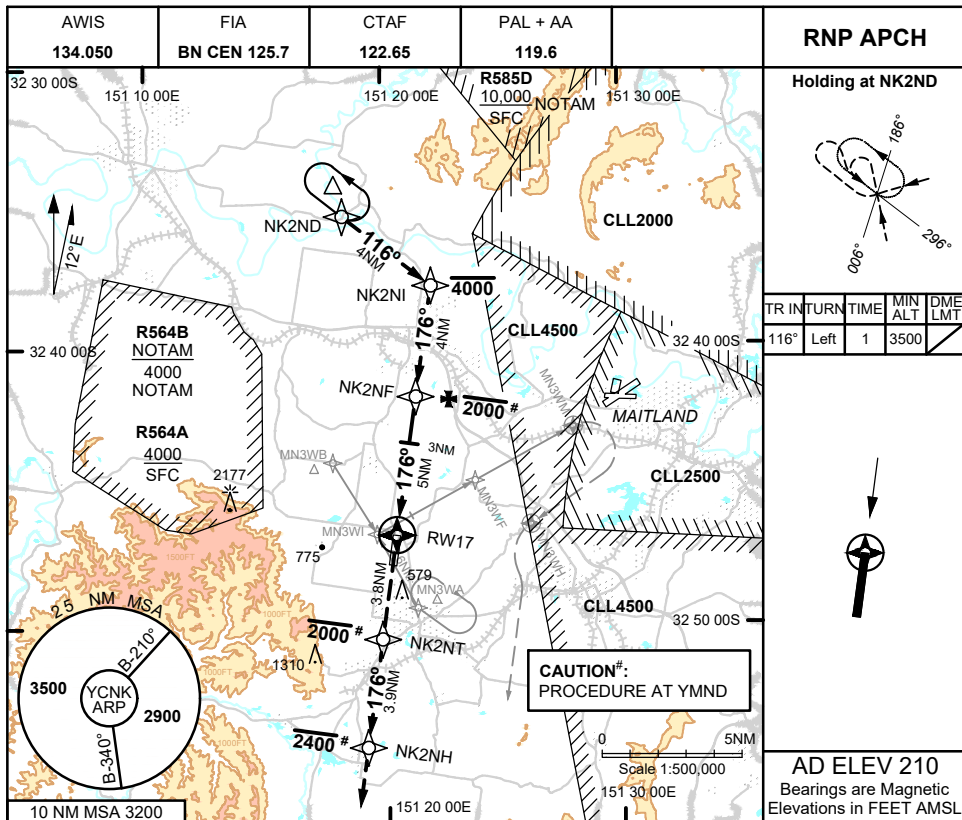 AWIS
134.050
FIA
BN CEN 125.7
CTAF
122.65
PAL + AA
119.6
RNP APCH
32 30 00S
151 10 00E
151 20 00E
151 30 00E
R585D
10,000
SFC
NOTAM
Holding at NK2ND
186°
296°
006°
TR IN TURN TIME MIN ALT DME LMT
116° Left 1 3500
12°E
NK2ND
116°
4NM
NK2NI
4000
CLL2000
CLL4500
176°
4NM
32 40 00S
32 40 00S
R564B
NOTAM
4000
NOTAM
R564A
4000
SFC
2177
NK2NF
2000 #
MN3WM
MAITLAND
CLL2500
3NM
176°
5NM
MN3WB
MN3WF
MN3WI
MN3WH
RW17
775
579
MN3WA
3.8NM
1500FT
1000FT
1000FT
1000FT
CLL4500
32 50 00S
2000 #
NK2NT
1310
176°
3.9NM
2400 #
NK2NH
25 NM MSA
B-210°
3500
YCNK
ARP
2900
B-340°
10 NM MSA 3200
CAUTION#:
PROCEDURE AT YMND
0
5NM
Scale 1:500,000
151 20 00E
151 30 00E
AD ELEV 210
Bearings are Magnetic
Elevations in FEET AMSL